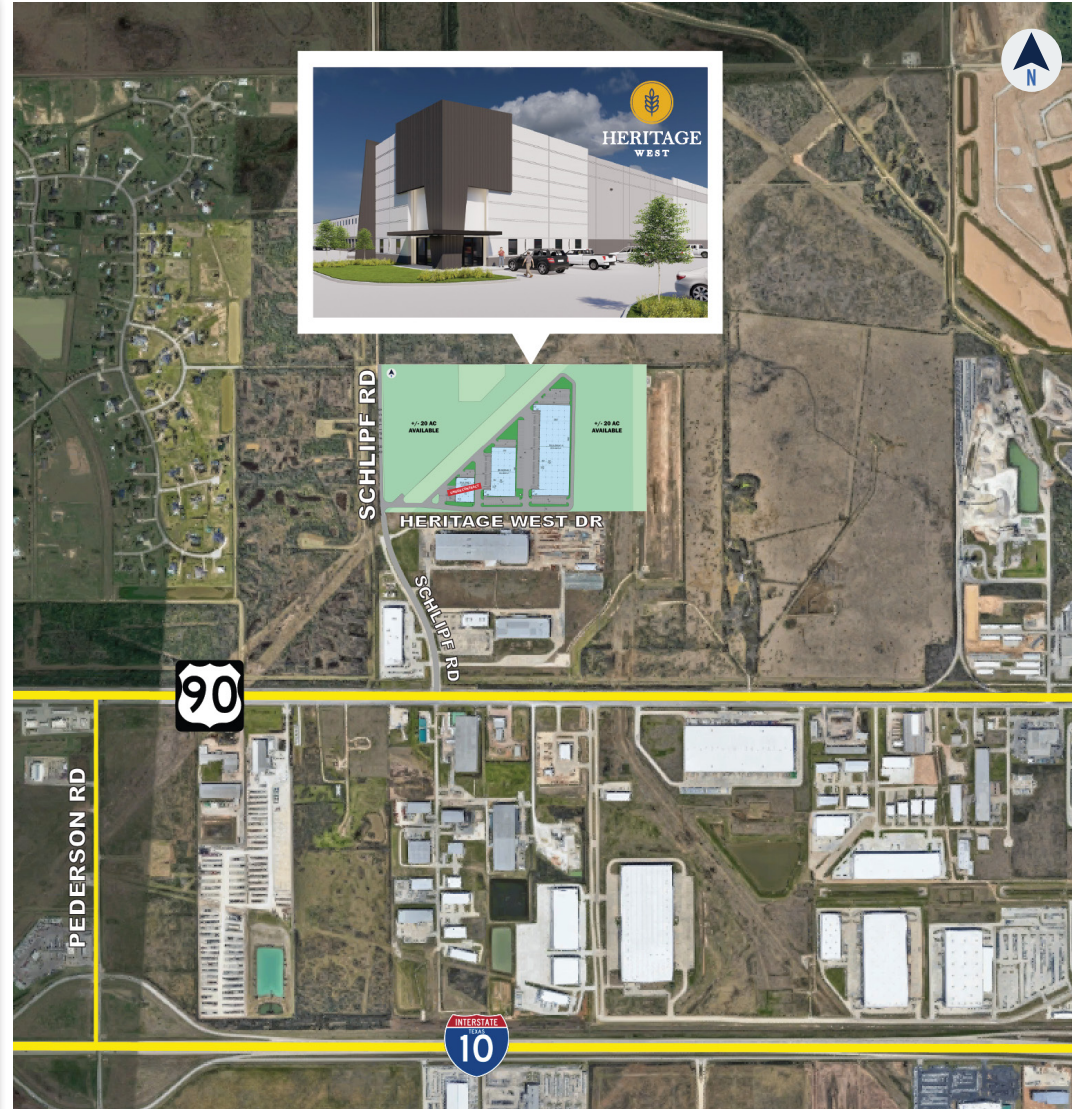 N
HERITAGE
WEST
SCHLIPF RD
+/- 20 AC
AVAILABLE
+/- 20 AC
AVAILABLE
HERITAGE WEST DR
SCHLIPF RD
90
PEDERSON RD
INTERSTATE
TEXAS
10